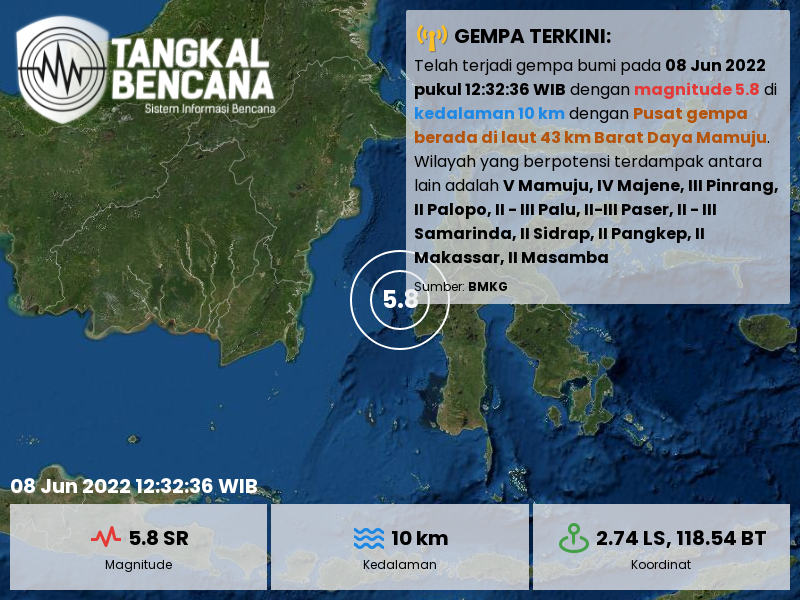 TANGKAL
BENCANA
Sistem Informasi Bencana
GEMPA TERKINI:
Telah terjadi gempa bumi pada 08 Jun 2022
pukul 12:32:36 WIB dengan magnitude 5.8 di
kedalaman 10 km dengan Pusat gempa
berada di laut 43 km Barat Daya Mamuju.
Wilayah yang berpotensi terdampak antara
lain adalah V Mamuju, IV Majene, III Pinrang,
II Palopo, II - III Palu, II-III Paser, II - III
Samarinda, II Sidrap, II Pangkep, II
Makassar, II Masamba
Sumber: BMKG
5.8
08 Jun 2022 12:32:36 WIB
5.8 SR
Magnitude
10 km
Kedalaman
2.74 LS, 118.54 BT
Koordinat